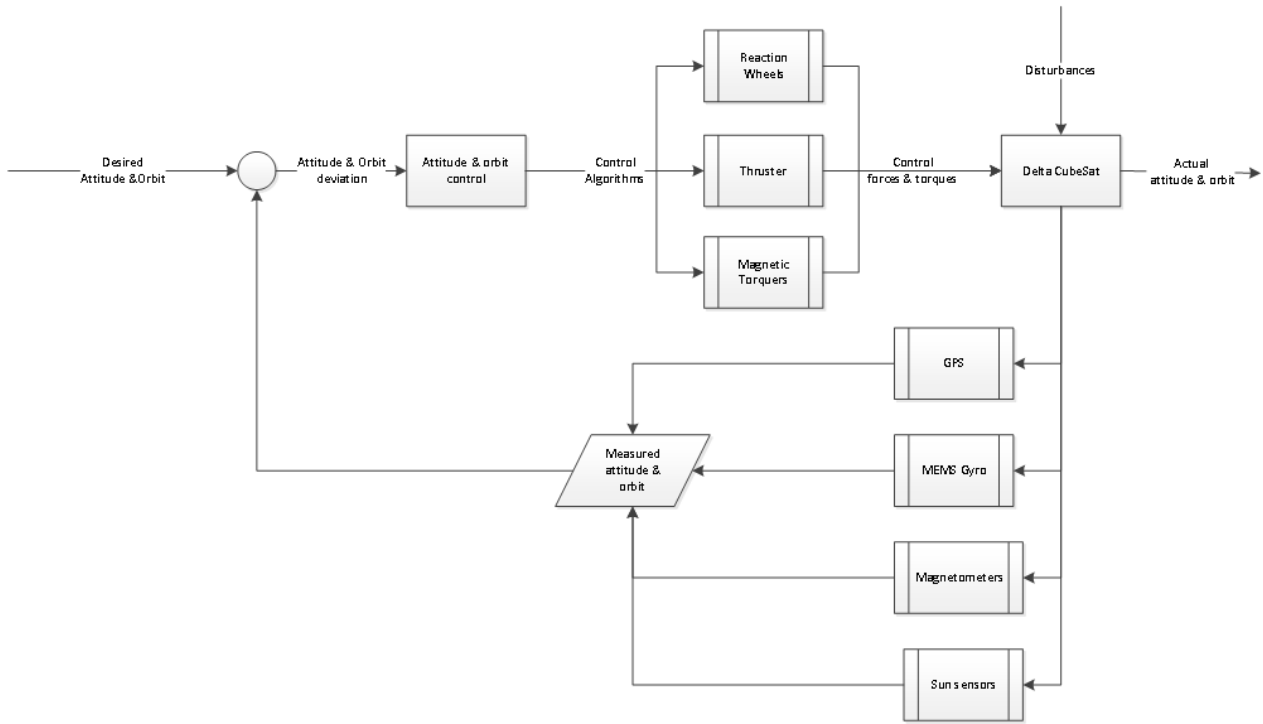 Reaction
Wheels
Disturbances
Desired
Attitude &Orbit
Attitude & Orbit
deviation
Attitude & orbit
control
Control
Algorithms
Thruster
Control
forces & torques
Delta CubeSat
Actual
attitude & orbit
Magnetic
Torquers
GPS
Measured
attitude &
orbit
MEMS Gyro
Magnetometers
Sun sensors